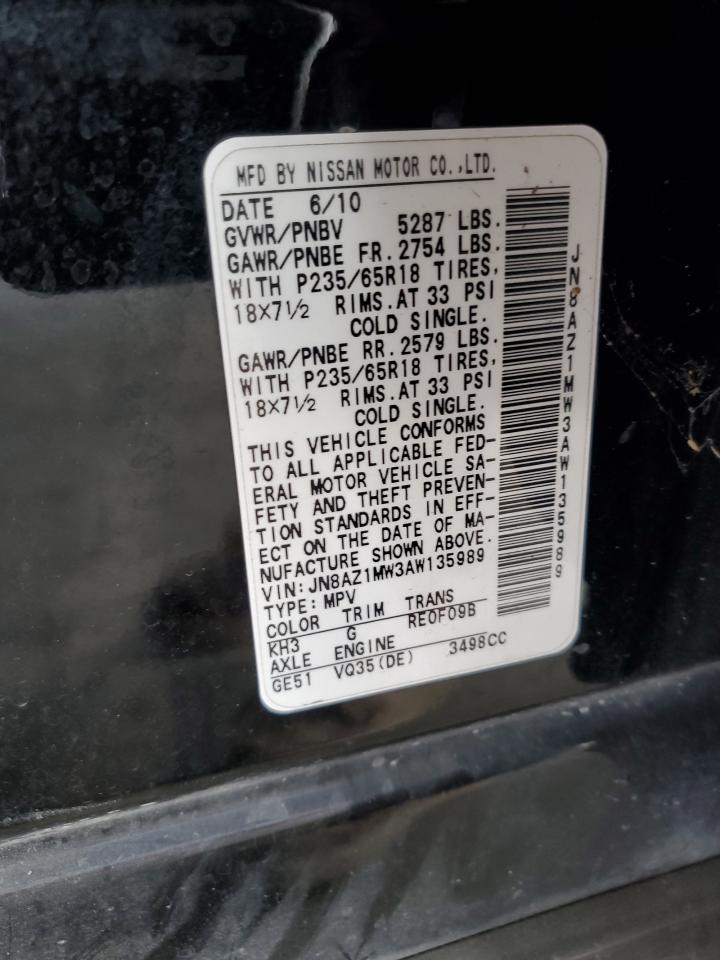 MFD BY NISSAN MOTOR CO.,LTD.
DATE 6/10
GVWR/PNBV 5287 LBS.
GAWR/PNBE FR. 2754 LBS.
WITH P235/65R18 TIRES,
18×7½ RIMS.AT 33 PSI
COLD SINGLE.
GAWR/PNBE RR. 2579 LBS.
WITH P235/65R18 TIRES,
18×7½ RIMS.AT 33 PSI
COLD SINGLE.
THIS VEHICLE CONFORMS
TO ALL APPLICABLE FED-
ERAL MOTOR VEHICLE SA-
FETY AND THEFT PREVEN-
TION STANDARDS IN EFF-
ECT ON THE DATE OF MA-
NUFACTURE SHOWN ABOVE.
VIN:JN8AZ1MW3AW135989
TYPE:MPV
COLOR TRIM TRANS
KH3 G RE0F09B
AXLE ENGINE
GE51 VQ35(DE) 3498CC
JN8AZ1MW3AW135989